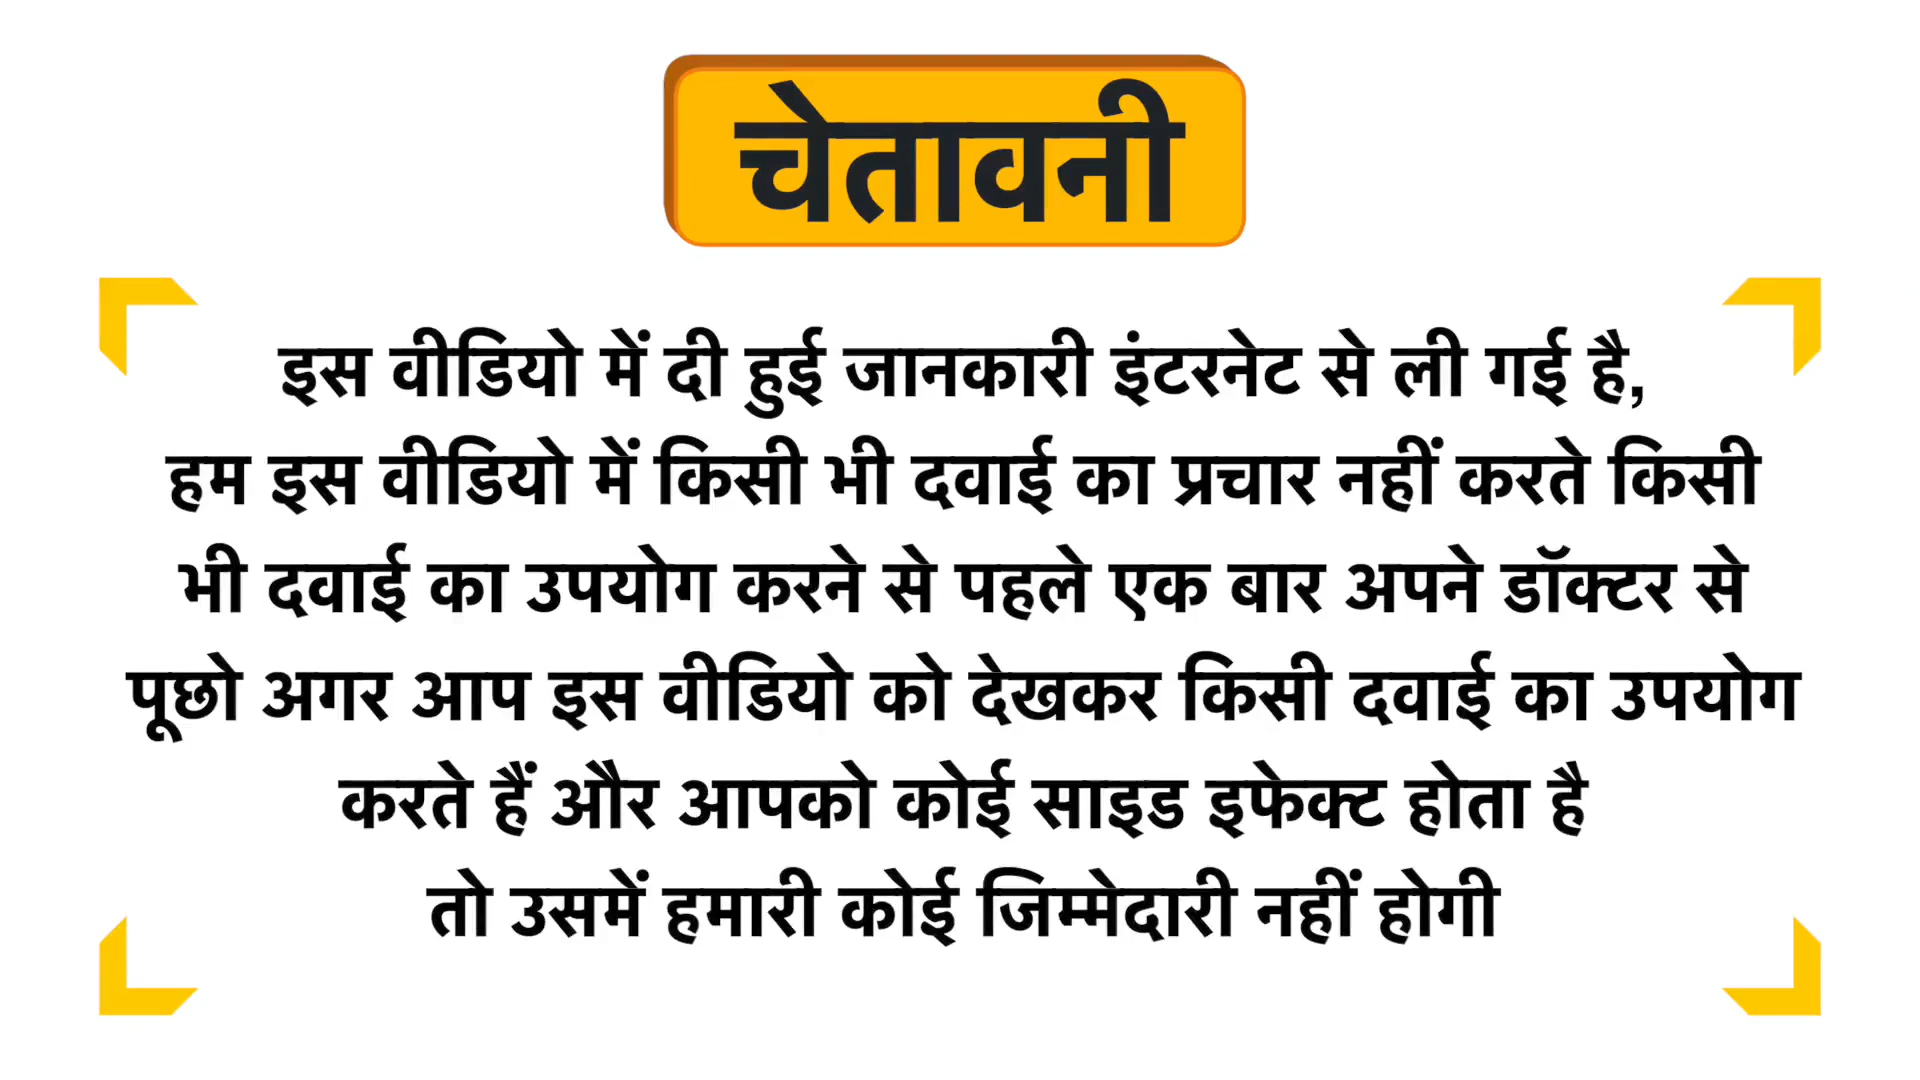 चेतावनी
इस वीडियो में दी हुई जानकारी इंटरनेट से ली गई है,
हम इस वीडियो में किसी भी दवाई का प्रचार नहीं करते किसी
भी दवाई का उपयोग करने से पहले एक बार अपने डॉक्टर से
पूछो अगर आप इस वीडियो को देखकर किसी दवाई का उपयोग
करते हैं और आपको कोई साइड इफेक्ट होता है
तो उसमें हमारी कोई जिम्मेदारी नहीं होगी